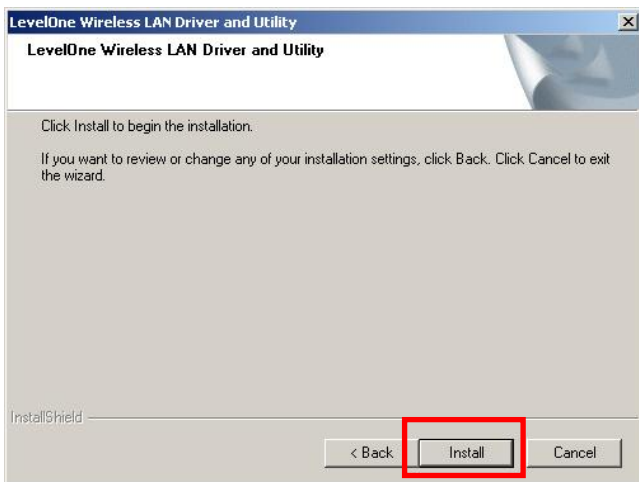 LevelOne Wireless LAN Driver and Utility
LevelOne Wireless LAN Driver and Utility
Click Install to begin the installation.
If you want to review or change any of your installation settings, click Back. Click Cancel to exit
the wizard.
InstallShield
< Back Install Cancel